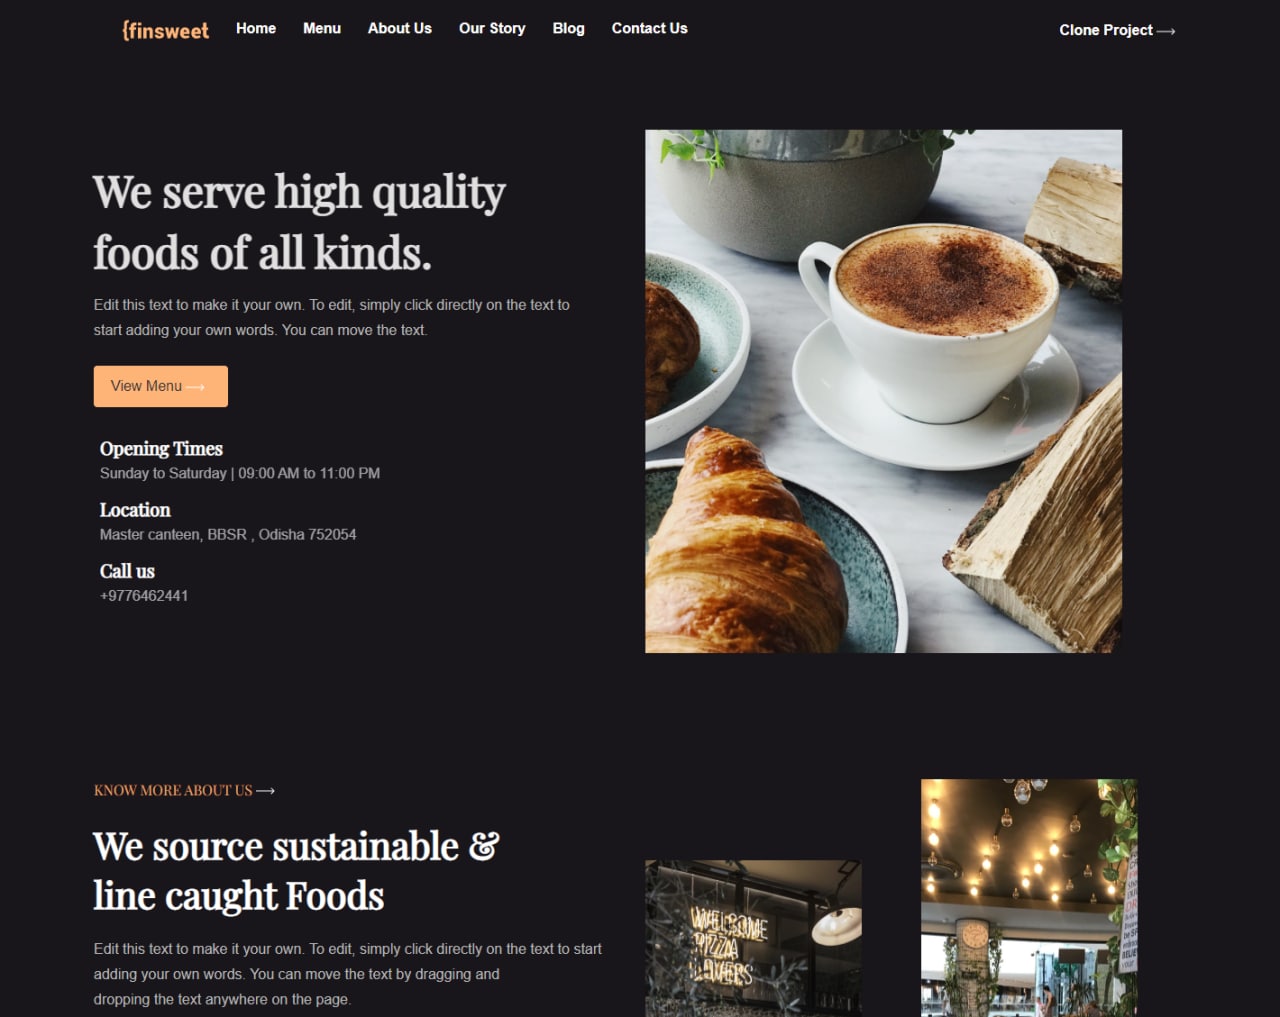 {finsweet Home Menu About Us Our Story Blog Contact Us Clone Project ⟶
We serve high quality
foods of all kinds.
Edit this text to make it your own. To edit, simply click directly on the text to
start adding your own words. You can move the text.
View Menu ⟶
Opening Times
Sunday to Saturday | 09:00 AM to 11:00 PM
Location
Master canteen, BBSR , Odisha 752054
Call us
+9776462441
KNOW MORE ABOUT US ⟶
We source sustainable &
line caught Foods
Edit this text to make it your own. To edit, simply click directly on the text to start
adding your own words. You can move the text by dragging and
dropping the text anywhere on the page.
WELCOME
PIZZA
LOVERS